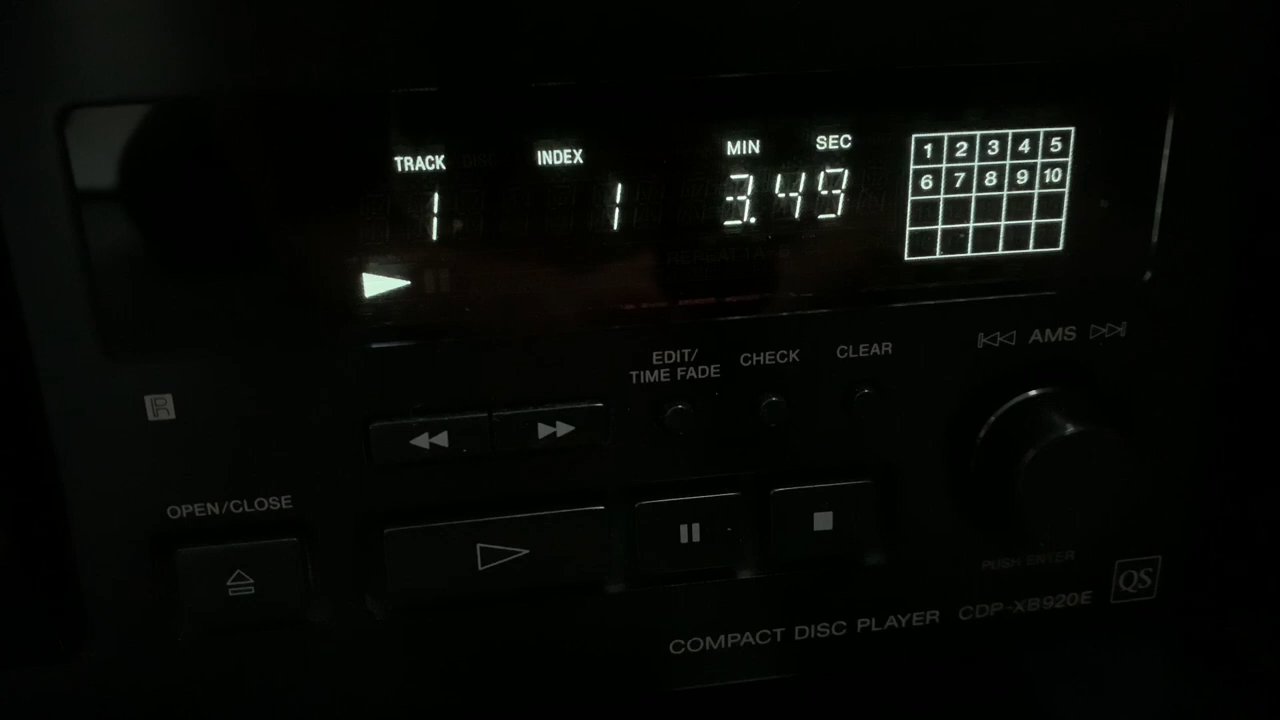 TRACK INDEX MIN SEC
1 1 3.49
1 2 3 4 5
6 7 8 9 10
EDIT/
TIME FADE
CHECK
CLEAR
AMS
OPEN/CLOSE
PUSH ENTER
COMPACT DISC PLAYER CDP-XB920E
QS